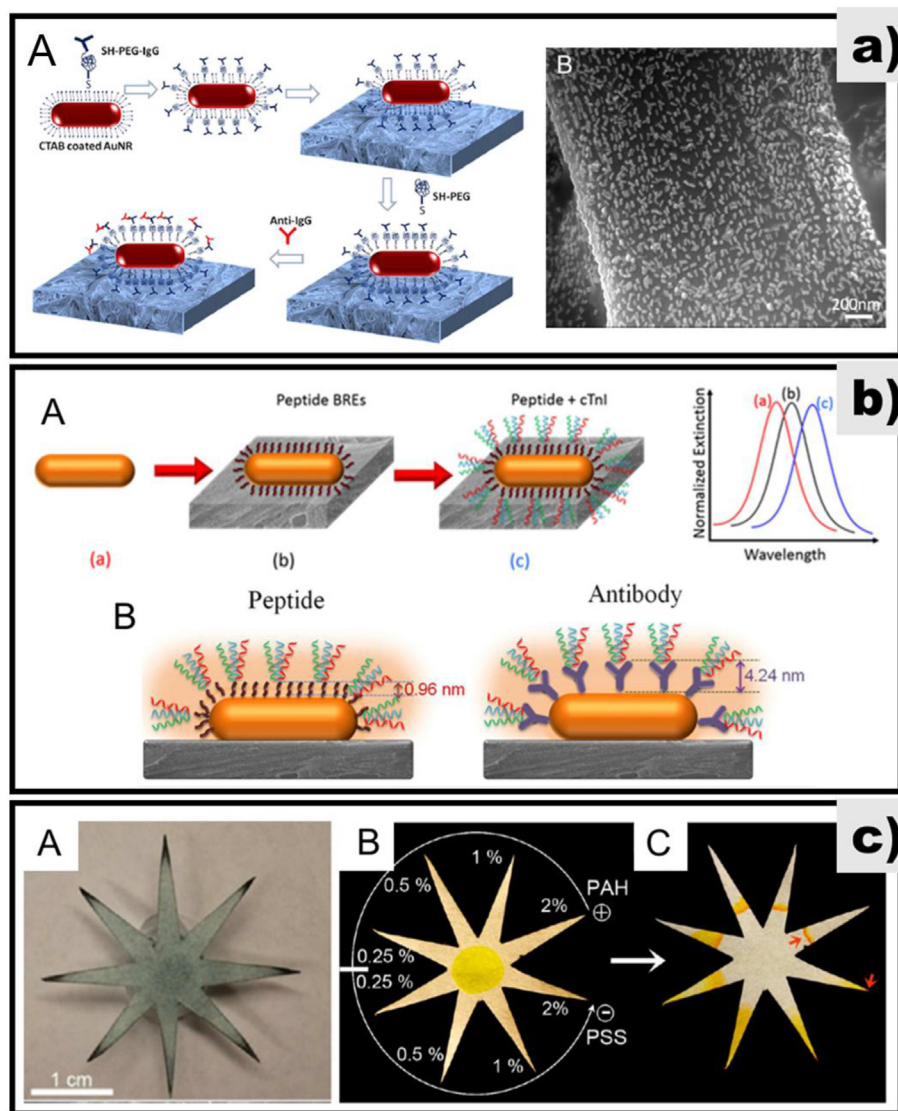 a)
A
SH-PEG-IgG
S
CTAB coated AuNR
SH-PEG
S
Anti-IgG
B
200nm
b)
A
Peptide BREs
Peptide + cTnI
(a)
(b)
(c)
(a)
(b)
(c)
Normalized Extinction
Wavelength
B
Peptide
Antibody
0.96 nm
4.24 nm
c)
A
1 cm
B
1 %
0.5 %
2%
PAH
+
0.25 %
0.25 %
2%
−
PSS
0.5 %
1 %
C